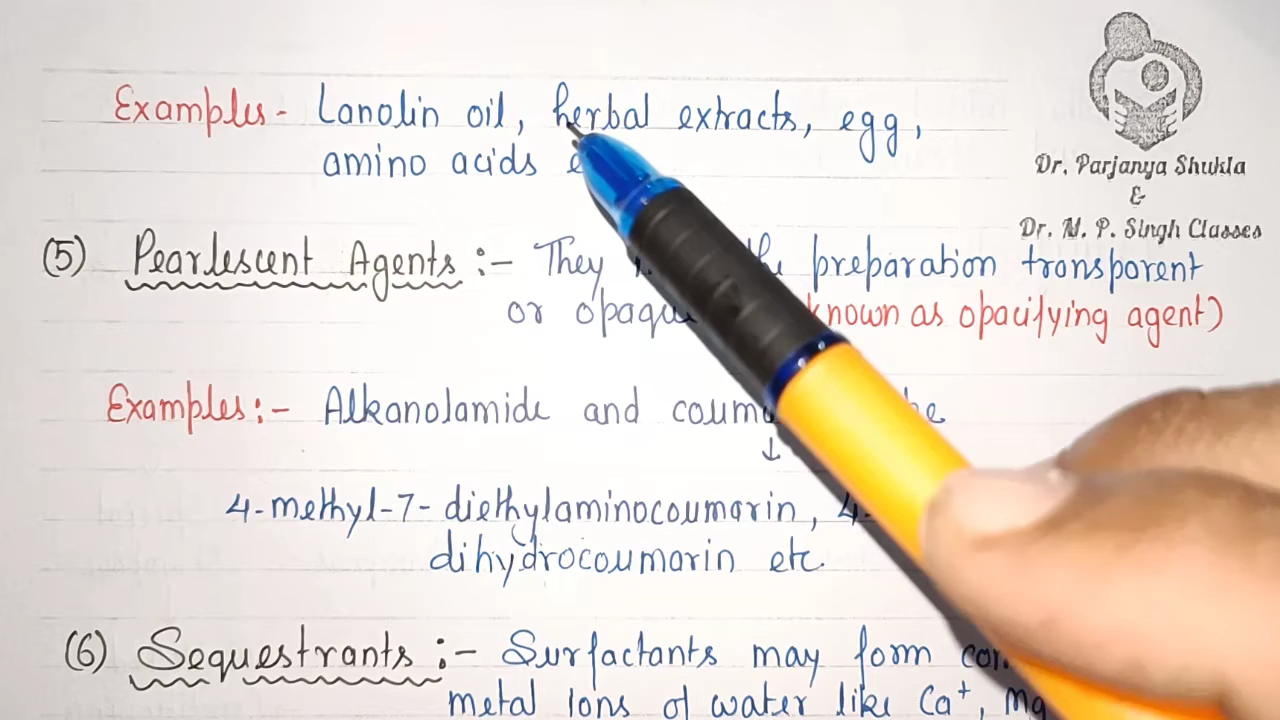 Examples- Lanolin oil, herbal extracts, egg,
amino acids
Dr. Parjanya Shukla
&
Dr. M. P. Singh Classes
(5) Pearlescent Agents :- They preparation transparent
or known as opacifying agent)
Examples:- Alkanolamide and
↓
4-methyl-7-diethylaminocoumarin,
dihydrocoumarin etc.
(6) Sequestrants :- Surfactants may form
metal ions of water like Ca⁺, Mg